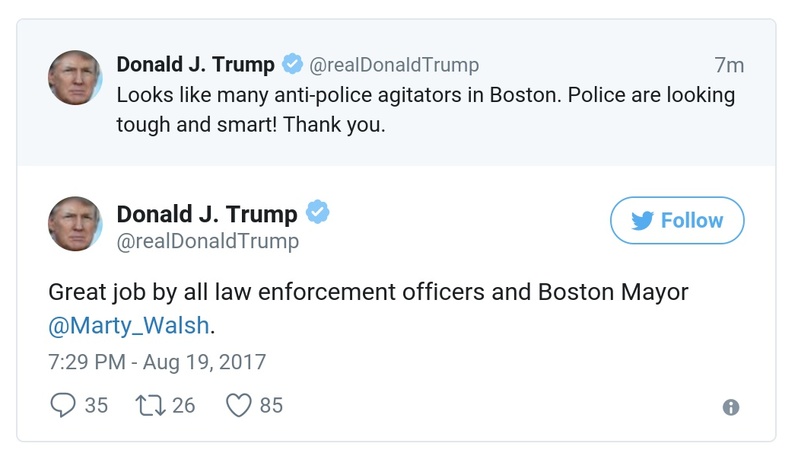 Donald J. Trump @realDonaldTrump 7m
Looks like many anti-police agitators in Boston. Police are looking
tough and smart! Thank you.
Donald J. Trump
@realDonaldTrump
Follow
Great job by all law enforcement officers and Boston Mayor
@Marty_Walsh.
7:29 PM - Aug 19, 2017
35 26 85